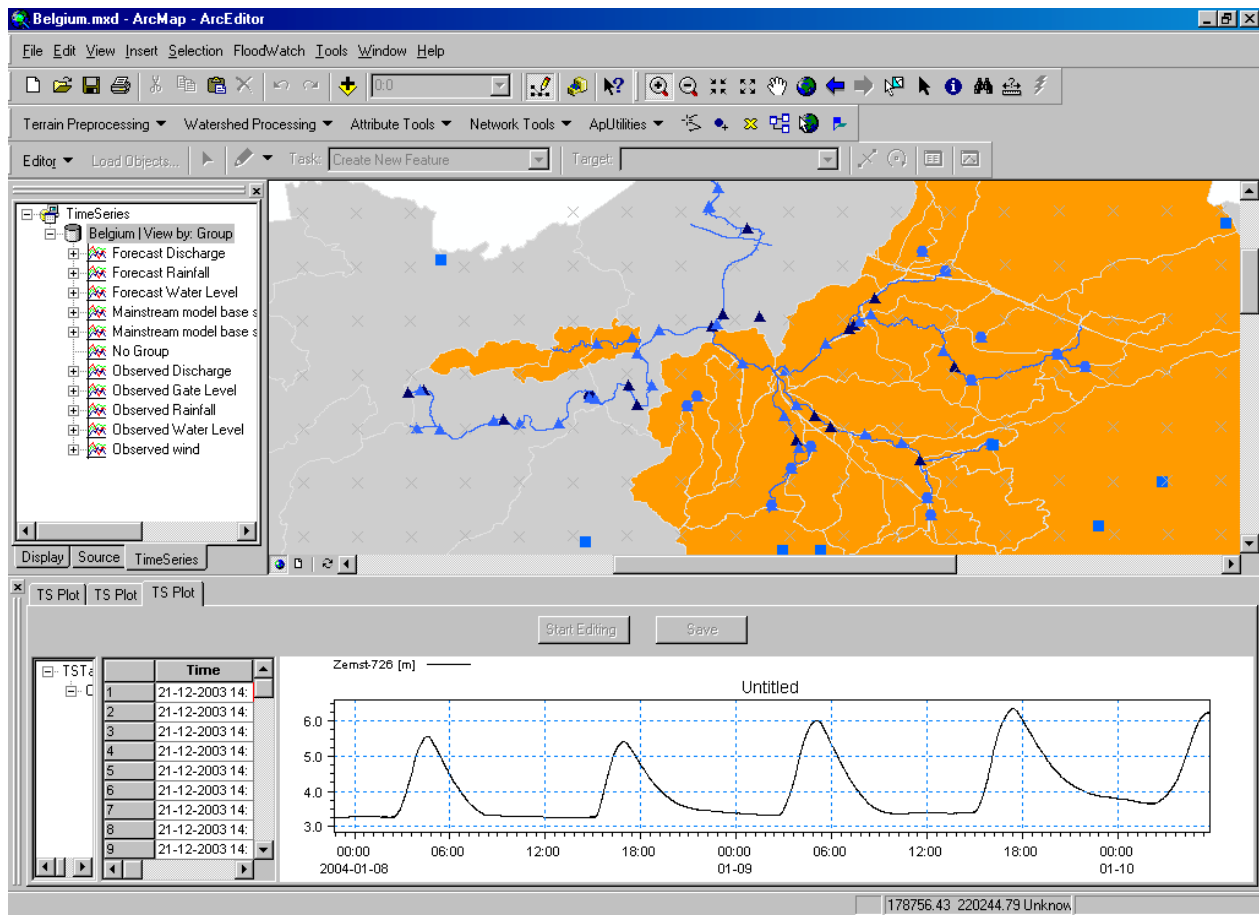 Belgium.mxd - ArcMap - ArcEditor
File Edit View Insert Selection FloodWatch Tools Window Help
0:0
Terrain Preprocessing Watershed Processing Attribute Tools Network Tools ApUtilities
Editor Load Objects... Task: Create New Feature Target:
TimeSeries
Belgium | View by: Group
Forecast Discharge
Forecast Rainfall
Forecast Water Level
Mainstream model base s
Mainstream model base s
No Group
Observed Discharge
Observed Gate Level
Observed Rainfall
Observed Water Level
Observed wind
Display Source TimeSeries
TS Plot TS Plot TS Plot
Start Editing Save
TSTa
C
Time
1 21-12-2003 14:
2 21-12-2003 14:
3 21-12-2003 14:
4 21-12-2003 14:
5 21-12-2003 14:
6 21-12-2003 14:
7 21-12-2003 14:
8 21-12-2003 14:
9 21-12-2003 14:
Zemst-726 [m]
Untitled
6.0
5.0
4.0
3.0
00:00 06:00 12:00 18:00 00:00 06:00 12:00 18:00 00:00
2004-01-08 01-09 01-10
178756.43 220244.79 Unknow